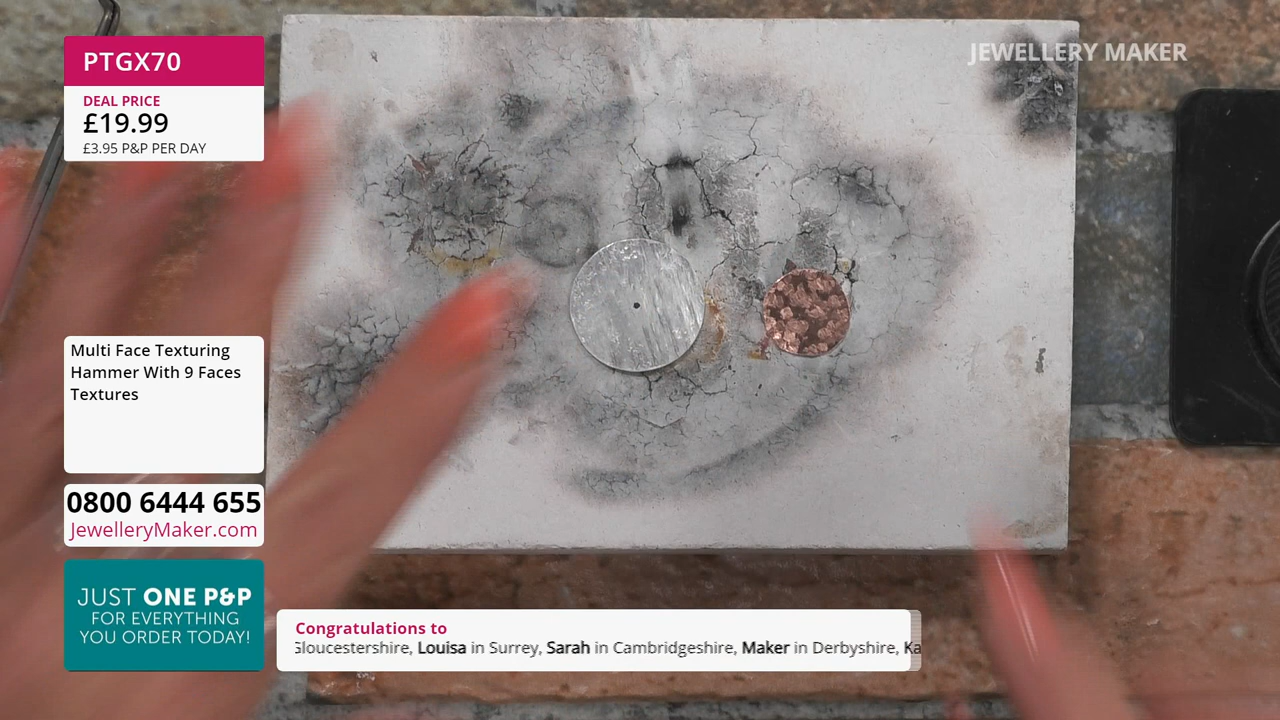 PTGX70
DEAL PRICE
£19.99
£3.95 P&P PER DAY
JEWELLERY MAKER
Multi Face Texturing
Hammer With 9 Faces
Textures
0800 6444 655
JewelleryMaker.com
JUST ONE P&P
FOR EVERYTHING
YOU ORDER TODAY!
Congratulations to
Gloucestershire, Louisa in Surrey, Sarah in Cambridgeshire, Maker in Derbyshire, Ka